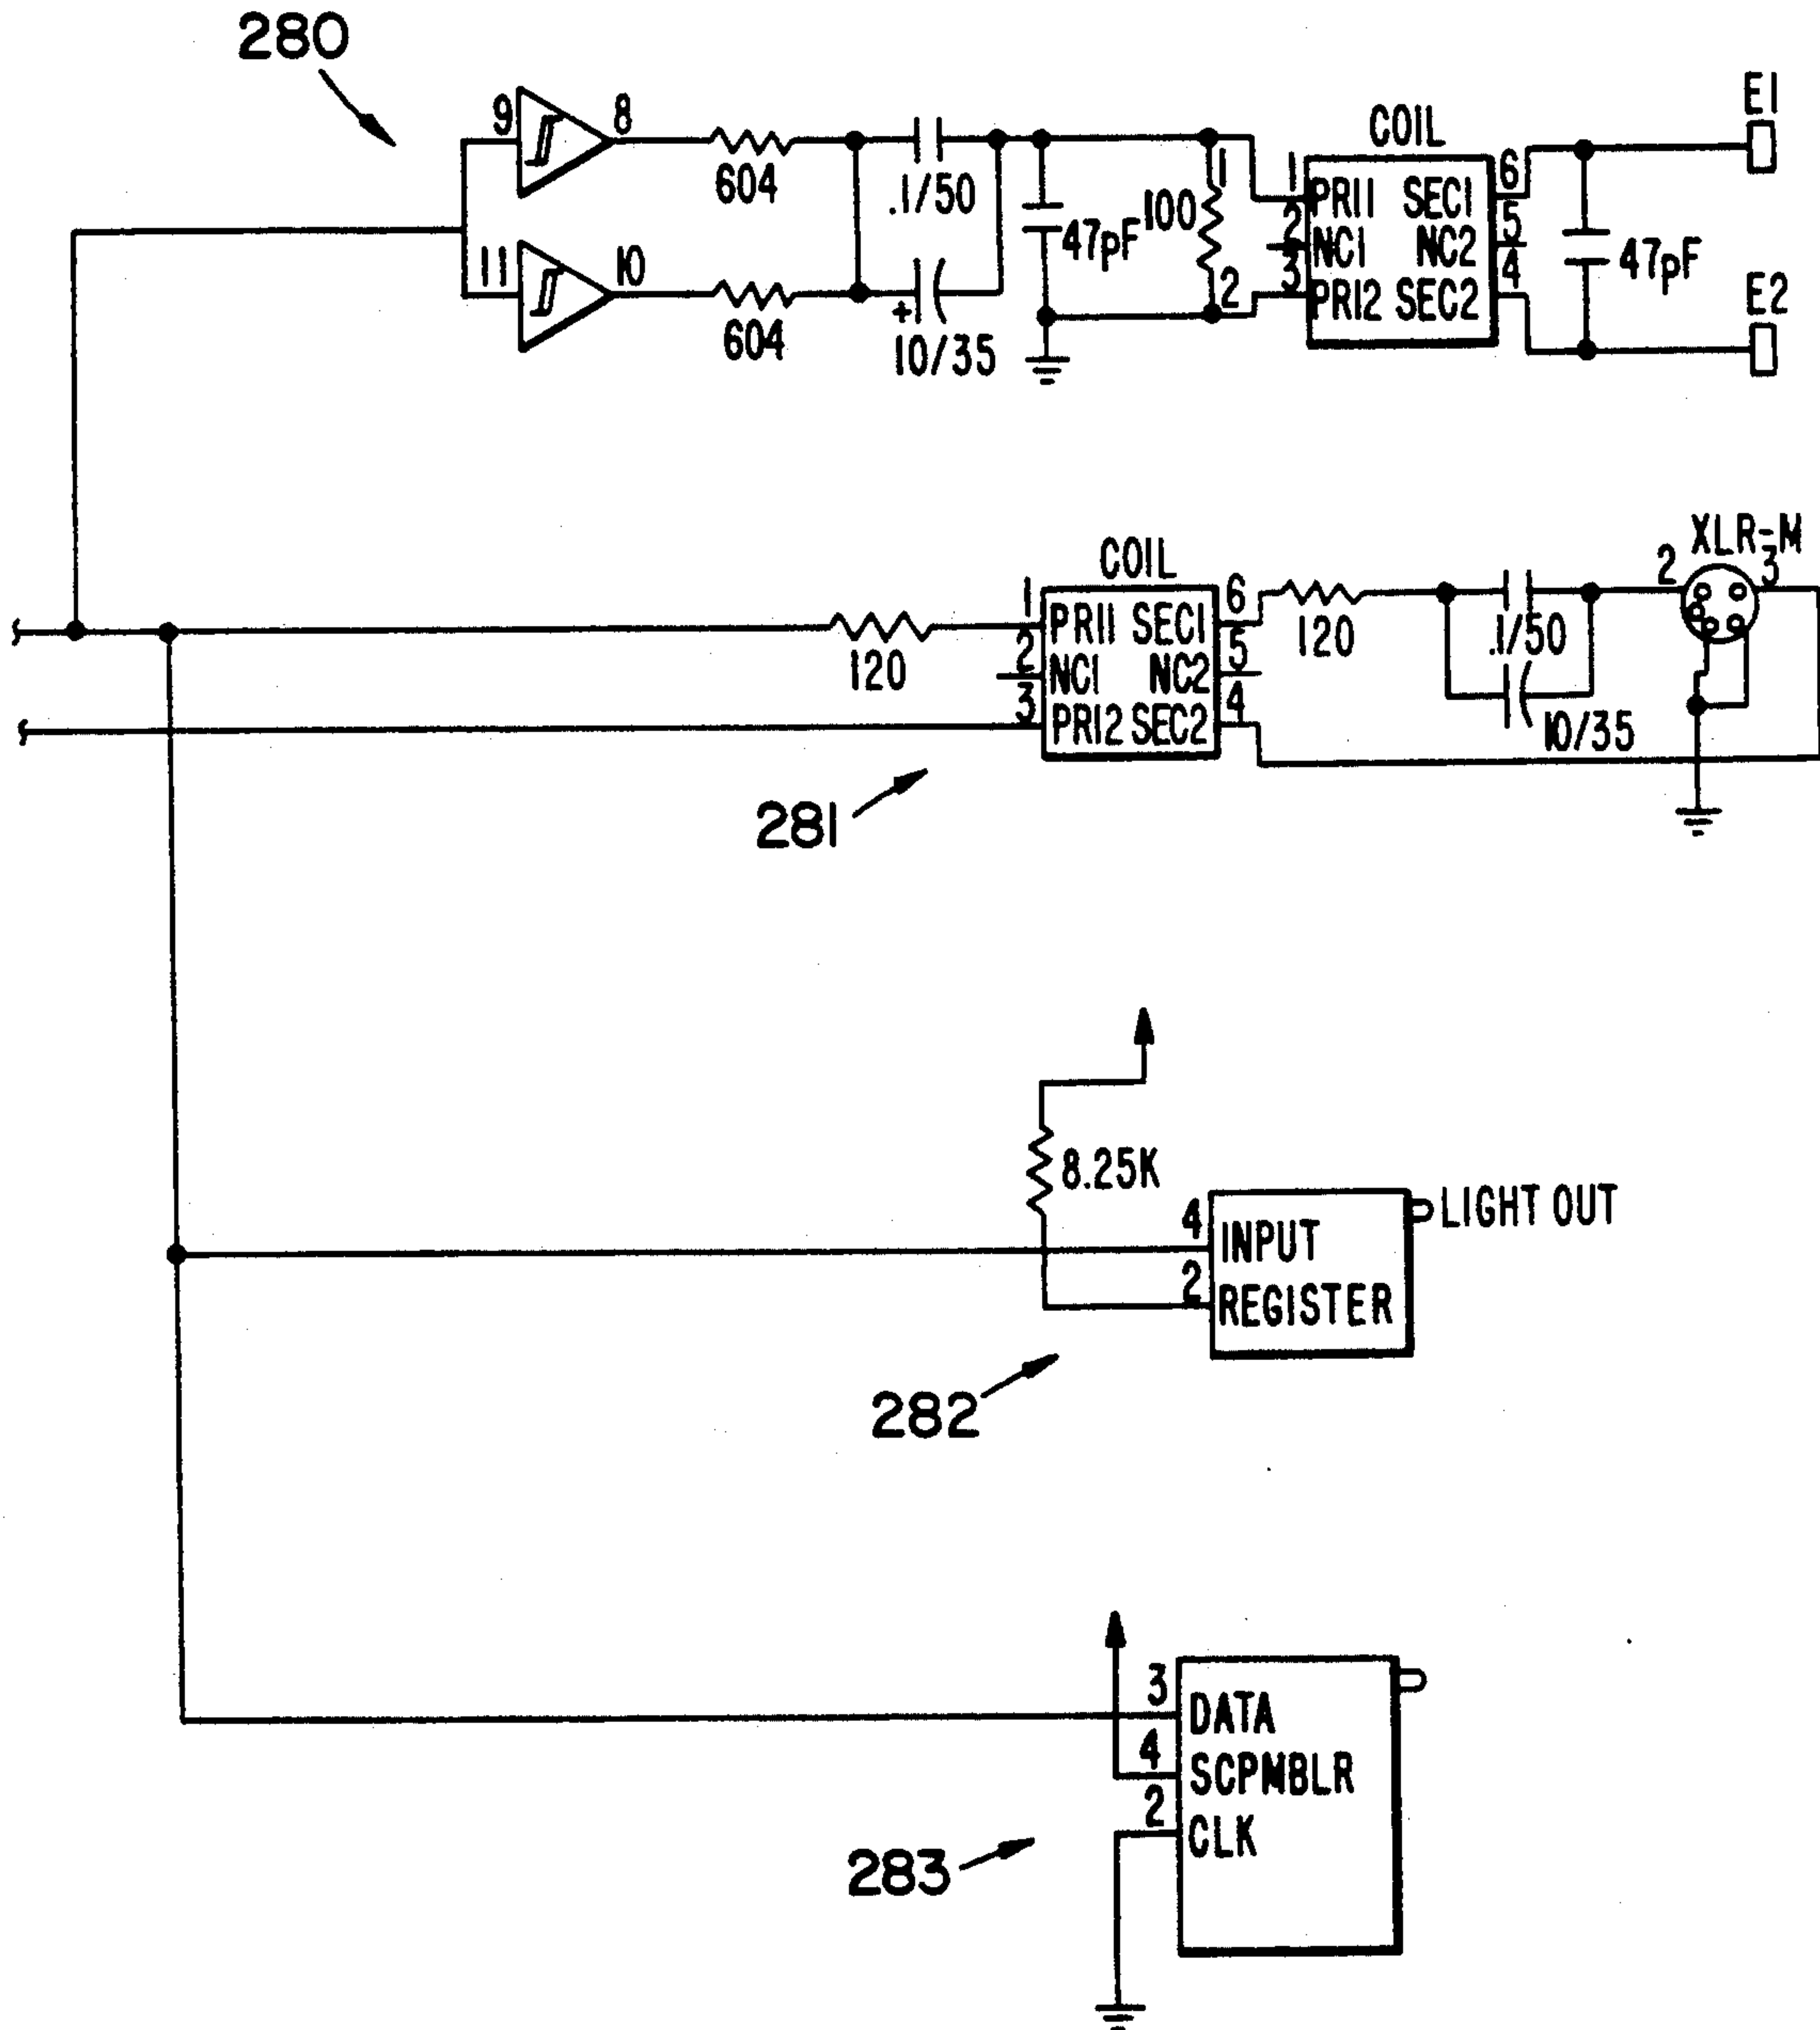 280
9
8
604
.1/50
11
10
604
+
10/35
47pF
100
1
2
COIL
1
2
3
PRI1 SEC1
NC1 NC2
PRI2 SEC2
6
5
4
47pF
E1
E2
120
COIL
1
2
3
PRI1 SEC1
NC1 NC2
PRI2 SEC2
6
5
4
120
.1/50
10/35
XLR-M
2
3
281
8.25K
4
2
INPUT
REGISTER
LIGHT OUT
282
3
4
2
DATA
SCPMBLR
CLK
283